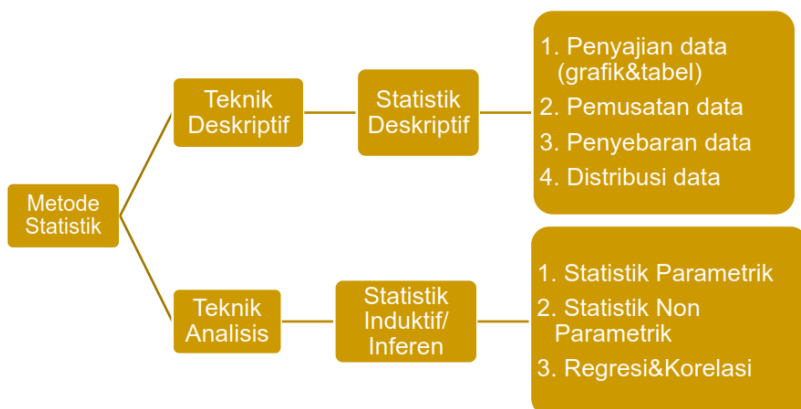 Metode
Statistik
Teknik
Deskriptif
Statistik
Deskriptif
1. Penyajian data
(grafik&tabel)
2. Pemusatan data
3. Penyebaran data
4. Distribusi data
Teknik
Analisis
Statistik
Induktif/
Inferen
1. Statistik Parametrik
2. Statistik Non
Parametrik
3. Regresi&Korelasi